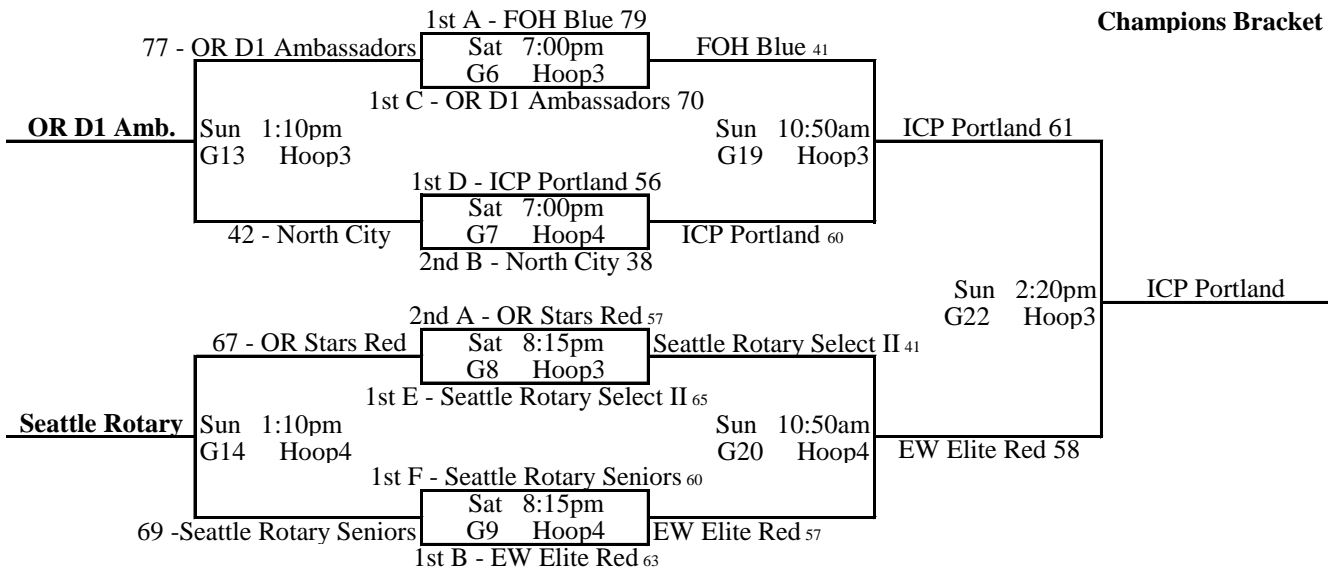 1st A - FOH Blue 79
Champions Bracket
77 - OR D1 Ambassadors
Sat 7:00pm
FOH Blue 41
G6 Hoop3
1st C - OR D1 Ambassadors 70
OR D1 Amb.
Sun 1:10pm
Sun 10:50am
ICP Portland 61
G13 Hoop3
G19 Hoop3
1st D - ICP Portland 56
Sat 7:00pm
42 - North City
G7 Hoop4
ICP Portland 60
2nd B - North City 38
Sun 2:20pm
ICP Portland
G22 Hoop3
2nd A - OR Stars Red 57
67 - OR Stars Red
Sat 8:15pm
Seattle Rotary Select II 41
G8 Hoop3
1st E - Seattle Rotary Select II 65
Seattle Rotary
Sun 1:10pm
Sun 10:50am
G14 Hoop4
G20 Hoop4
EW Elite Red 58
1st F - Seattle Rotary Seniors 60
Sat 8:15pm
69 -Seattle Rotary Seniors
G9 Hoop4
EW Elite Red 57
1st B - EW Elite Red 63